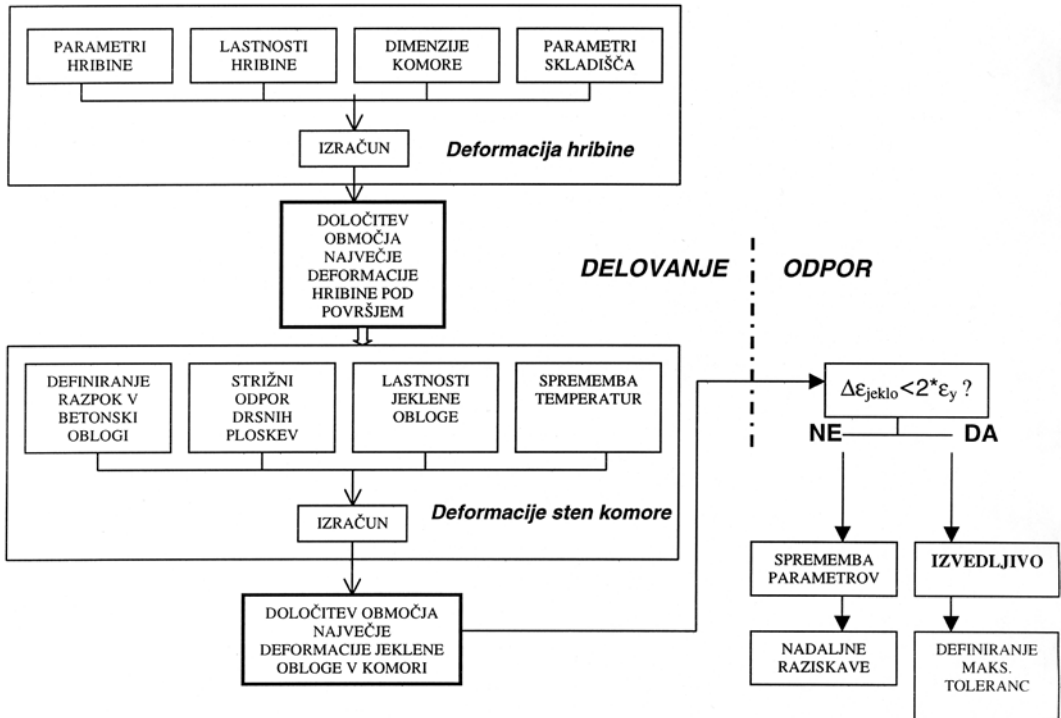 PARAMETRI
HRIBINE
LASTNOSTI
HRIBINE
DIMENZIJE
KOMORE
PARAMETRI
SKLADIŠČA
IZRAČUN
Deformacija hribine
DOLOČITEV
OBMOČJA
NAJVEČJE
DEFORMACIJE
HRIBINE POD
POVRŠJEM
DELOVANJE
ODPOR
DEFINIRANJE
RAZPOK V
BETONSKI
OBLOGI
STRIŽNI
ODPOR
DRSNIH
PLOSKEV
LASTNOSTI
JEKLENE
OBLOGE
SPREMEMBA
TEMPERATUR
IZRAČUN
Deformacije sten komore
DOLOČITEV OBMOČJA
NAJVEČJE
DEFORMACIJE JEKLENE
OBLOGE V KOMORI
Δεjeklo<2*εy ?
NE
DA
SPREMEMBA
PARAMETROV
IZVEDLJIVO
NADALJNE
RAZISKAVE
DEFINIRANJE
MAKS.
TOLERANC